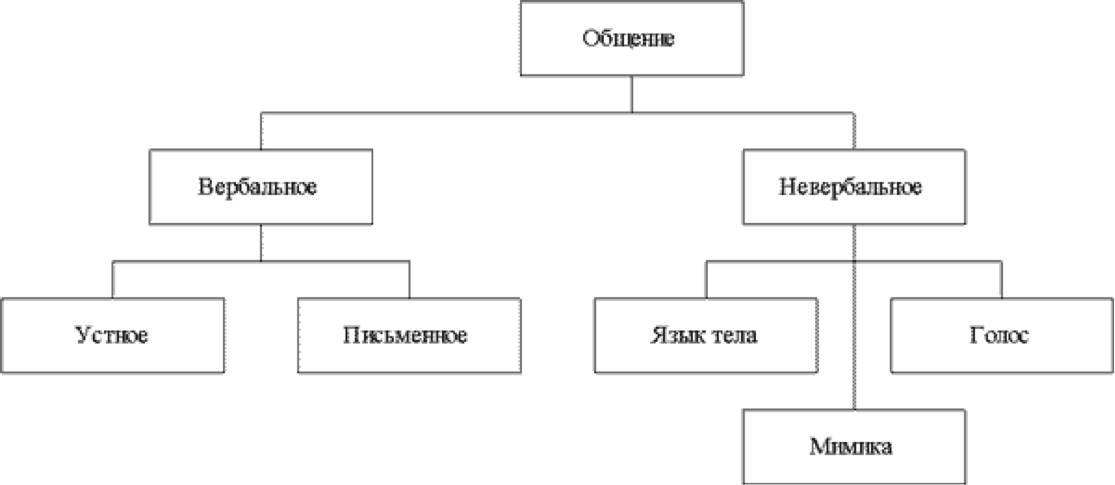 Общение
Вербальное
Невербальное
Устное
Письменное
Язык тела
Голос
Мимика